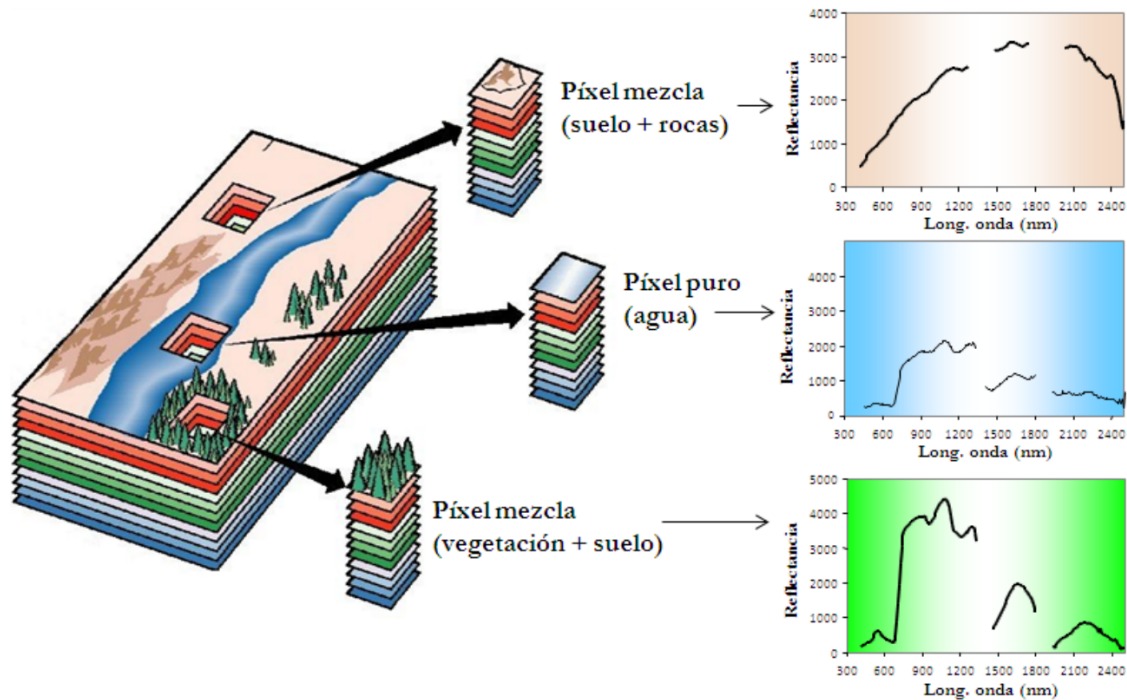 Píxel mezcla
(suelo + rocas)
Reflectancia
4000
3000
2000
1000
0
300 600 900 1200 1500 1800 2100 2400
Long. onda (nm)
Píxel puro
(agua)
Reflectancia
4000
3000
2000
1000
0
300 600 900 1200 1500 1800 2100 2400
Long. onda (nm)
Píxel mezcla
(vegetación + suelo)
Reflectancia
5000
4000
3000
2000
1000
0
300 600 900 1200 1500 1800 2100 2400
Long. onda (nm)